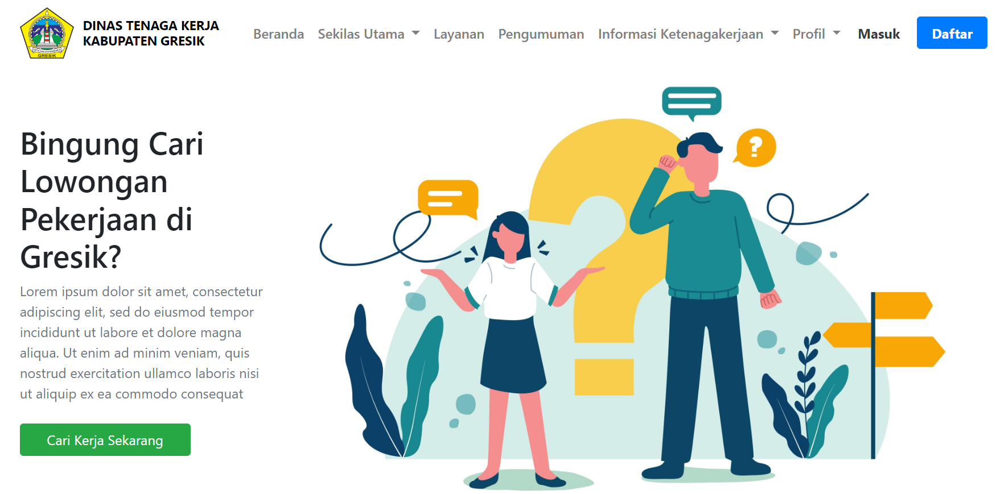 GRESIK
DINAS TENAGA KERJA
KABUPATEN GRESIK
Beranda Sekilas Utama Layanan Pengumuman Informasi Ketenagakerjaan Profil Masuk Daftar
Bingung Cari
Lowongan
Pekerjaan di
Gresik?
Lorem ipsum dolor sit amet, consectetur
adipiscing elit, sed do eiusmod tempor
incididunt ut labore et dolore magna
aliqua. Ut enim ad minim veniam, quis
nostrud exercitation ullamco laboris nisi
ut aliquip ex ea commodo consequat
Cari Kerja Sekarang
?